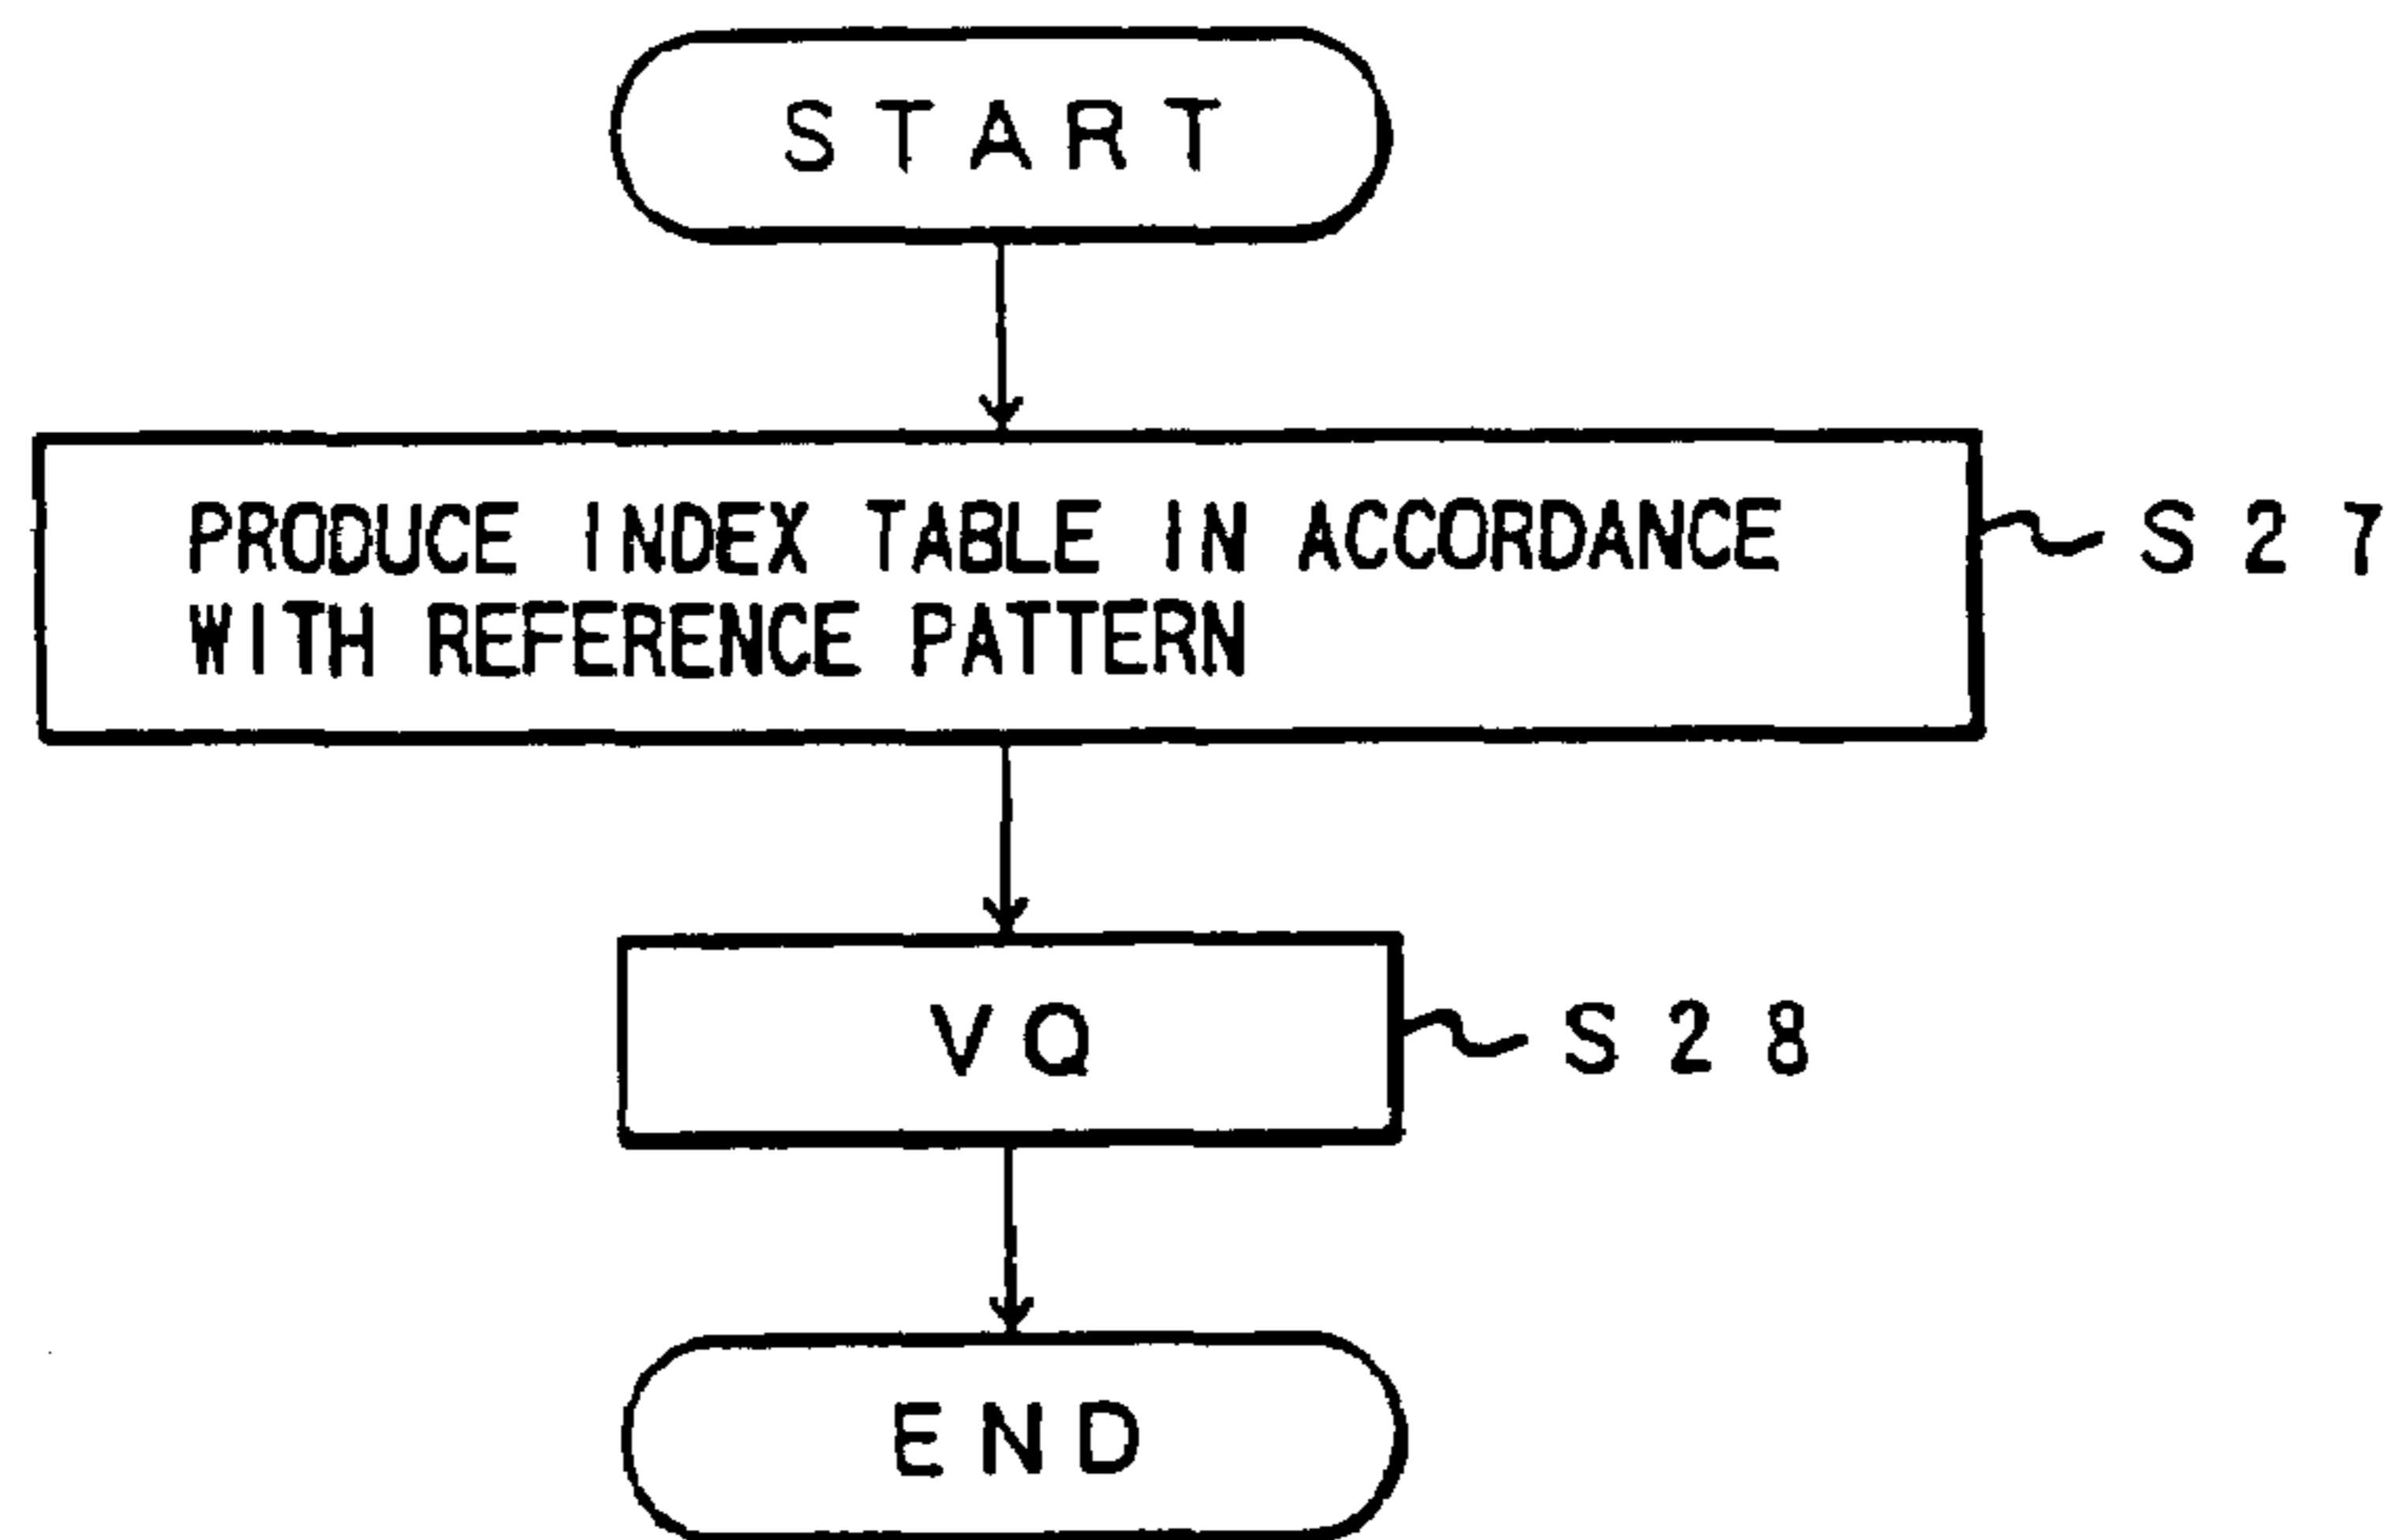 START
PRODUCE INDEX TABLE IN ACCORDANCE
WITH REFERENCE PATTERN
S27
VQ
S28
END